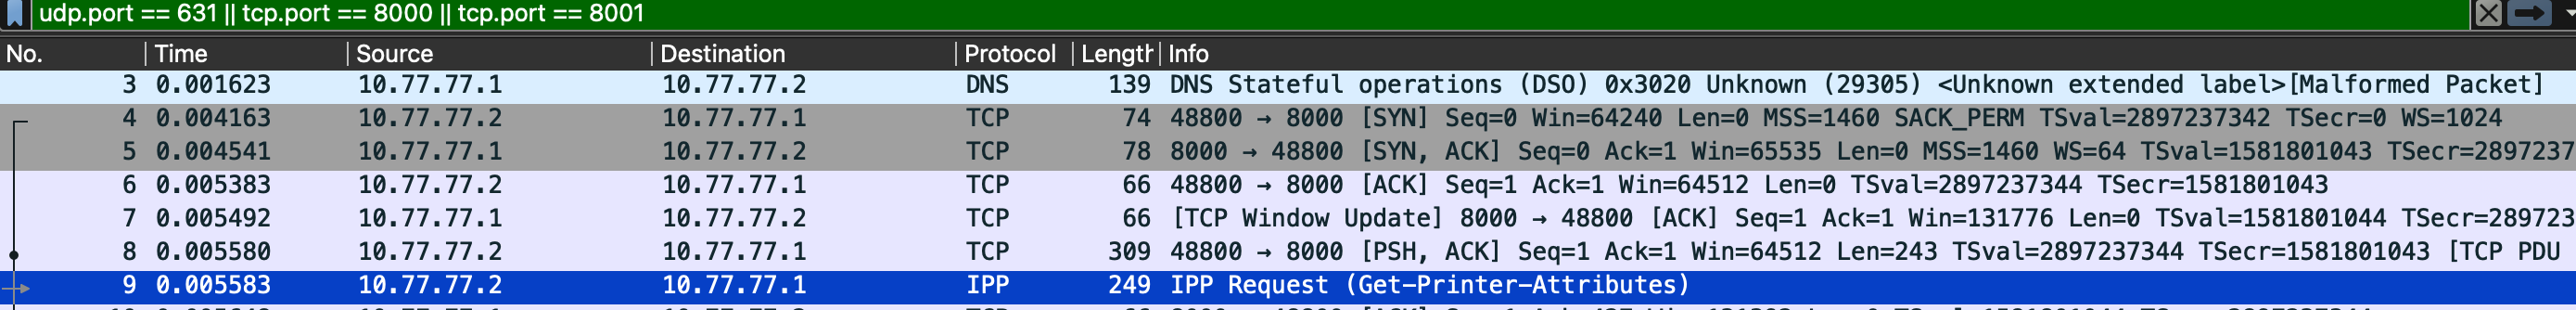 udp.port == 631 || tcp.port == 8000 || tcp.port == 8001
No. Time Source Destination Protocol Length Info
3 0.001623 10.77.77.1 10.77.77.2 DNS 139 DNS Stateful operations (DSO) 0x3020 Unknown (29305) <Unknown extended label>[Malformed Packet]
4 0.004163 10.77.77.2 10.77.77.1 TCP 74 48800 → 8000 [SYN] Seq=0 Win=64240 Len=0 MSS=1460 SACK_PERM TSval=2897237342 TSecr=0 WS=1024
5 0.004541 10.77.77.1 10.77.77.2 TCP 78 8000 → 48800 [SYN, ACK] Seq=0 Ack=1 Win=65535 Len=0 MSS=1460 WS=64 TSval=1581801043 TSecr=2897237
6 0.005383 10.77.77.2 10.77.77.1 TCP 66 48800 → 8000 [ACK] Seq=1 Ack=1 Win=64512 Len=0 TSval=2897237344 TSecr=1581801043
7 0.005492 10.77.77.1 10.77.77.2 TCP 66 [TCP Window Update] 8000 → 48800 [ACK] Seq=1 Ack=1 Win=131776 Len=0 TSval=1581801044 TSecr=289723
8 0.005580 10.77.77.2 10.77.77.1 TCP 309 48800 → 8000 [PSH, ACK] Seq=1 Ack=1 Win=64512 Len=243 TSval=2897237344 TSecr=1581801043 [TCP PDU
9 0.005583 10.77.77.2 10.77.77.1 IPP 249 IPP Request (Get-Printer-Attributes)